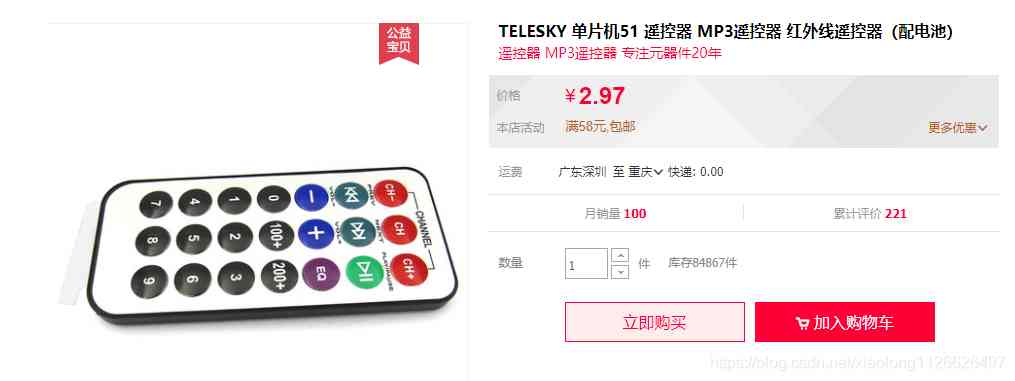 公益
宝贝
TELESKY 单片机51 遥控器 MP3遥控器 红外线遥控器（配电池）
遥控器 MP3遥控器 专注元器件20年
价格
¥2.97
本店活动
满58元,包邮
更多优惠
运费
广东深圳 至 重庆 快递: 0.00
月销量 100
累计评价 221
数量
1
件
库存84867件
立即购买
加入购物车
CH-
CH
CH+
CHANNEL
PREV
NEXT
PLAY/PAUSE
VOL-
VOL+
EQ
0
100+
200+
1
2
3
4
5
6
7
8
9
https://blog.csdn.net/xiaolong1126626497